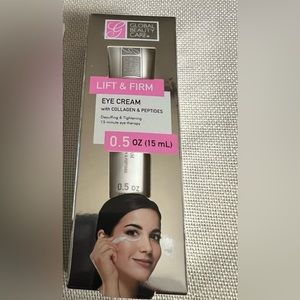 GLOBAL
BEAUTY
CARE
LIFT & FIRM
EYE CREAM
with COLLAGEN & PEPTIDES
Depuffing & Tightening
15 minute eye therapy
0.5 OZ (15 mL)
0.5 oz